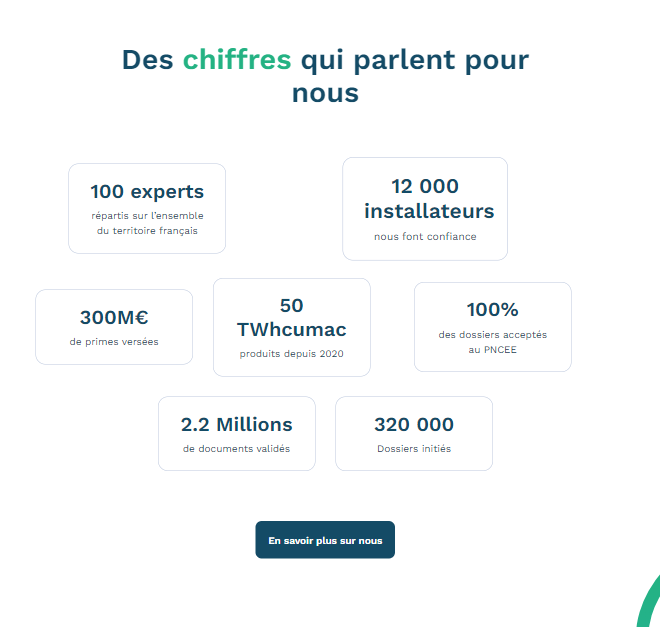 Des chiffres qui parlent pour
nous
100 experts
répartis sur l'ensemble
du territoire français
12 000
installateurs
nous font confiance
300M€
de primes versées
50
TWhcumac
produits depuis 2020
100%
des dossiers acceptés
au PNCEE
2.2 Millions
de documents validés
320 000
Dossiers initiés
En savoir plus sur nous